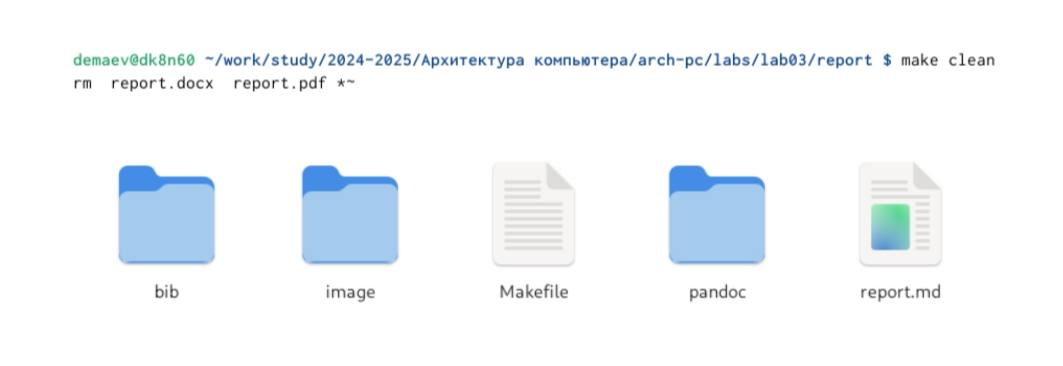 demaev@dk8n60 ~/work/study/2024-2025/Архитектура компьютера/arch-pc/labs/lab03/report $ make clean
rm  report.docx  report.pdf *~
bib
image
Makefile
pandoc
report.md